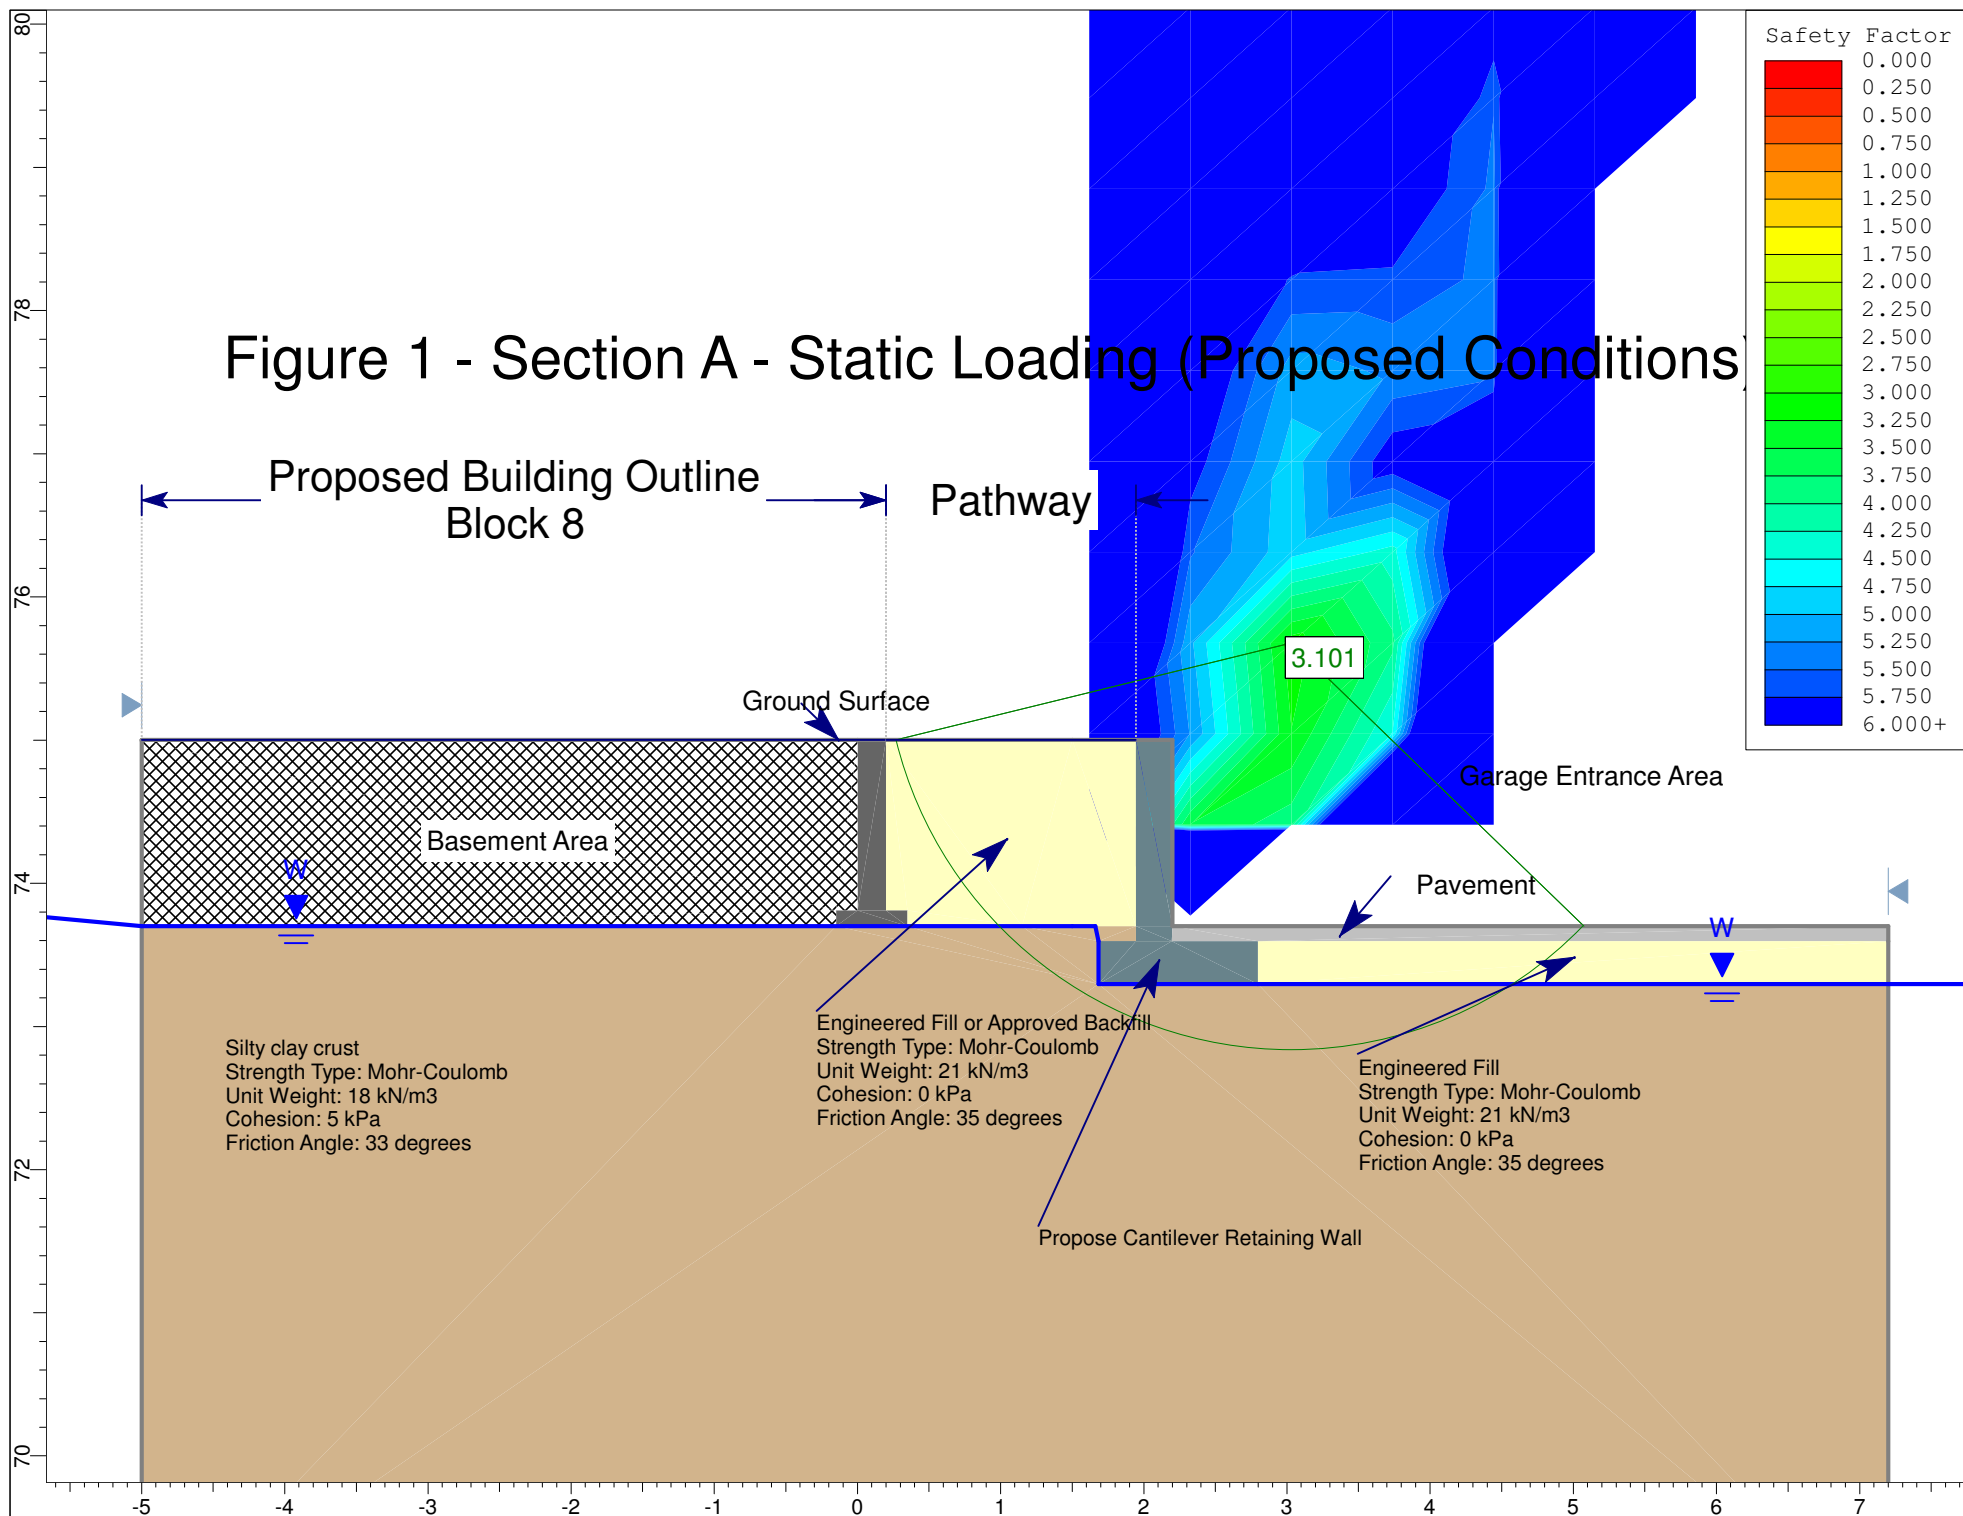 Safety Factor
0.000
0.250
0.500
0.750
1.000
1.250
1.500
1.750
2.000
2.250
2.500
2.750
3.000
3.250
3.500
3.750
4.000
4.250
4.500
4.750
5.000
5.250
5.500
5.750
6.000+
80
78
76
74
72
70
Figure 1 - Section A - Static Loading (Proposed Conditions)
Proposed Building Outline
Block 8
Pathway
3.101
Ground Surface
Garage Entrance Area
Basement Area
W
Pavement
W
Silty clay crust
Strength Type: Mohr-Coulomb
Unit Weight: 18 kN/m3
Cohesion: 5 kPa
Friction Angle: 33 degrees
Engineered Fill or Approved Backfill
Strength Type: Mohr-Coulomb
Unit Weight: 21 kN/m3
Cohesion: 0 kPa
Friction Angle: 35 degrees
Engineered Fill
Strength Type: Mohr-Coulomb
Unit Weight: 21 kN/m3
Cohesion: 0 kPa
Friction Angle: 35 degrees
Propose Cantilever Retaining Wall
-5 -4 -3 -2 -1 0 1 2 3 4 5 6 7